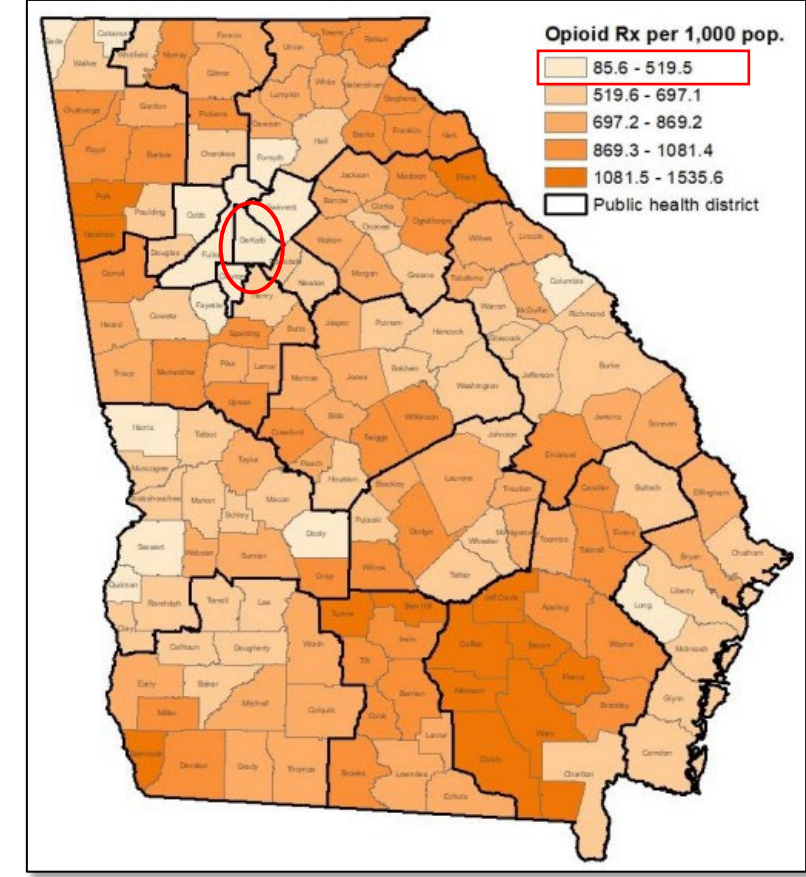 Opioid Rx per 1,000 pop.
85.6 - 519.5
519.6 - 697.1
697.2 - 869.2
869.3 - 1081.4
1081.5 - 1535.6
Public health district
Dade
Catoosa
Whitfield
Murray
Fannin
Union
Towns
Rabun
Walker
Gilmer
White
Habersham
Lumpkin
Stephens
Chattooga
Gordon
Pickens
Dawson
Banks
Franklin
Hart
Floyd
Bartow
Cherokee
Forsyth
Hall
Jackson
Madison
Elbert
Polk
Paulding
Cobb
Gwinnett
Barrow
Clarke
Oglethorpe
Haralson
Douglas
DeKalb
Walton
Oconee
Wilkes
Lincoln
Carroll
Newton
Morgan
Greene
Taliaferro
Columbia
Fayette
Henry
McDuffie
Warren
Richmond
Heard
Coweta
Spalding
Butts
Jasper
Putnam
Hancock
Glascock
Troup
Meriwether
Pike
Lamar
Monroe
Jones
Baldwin
Washington
Jefferson
Burke
Upson
Bibb
Wilkinson
Jenkins
Screven
Harris
Talbot
Crawford
Twiggs
Johnson
Emanuel
Muscogee
Taylor
Peach
Houston
Bleckley
Laurens
Treutlen
Candler
Bulloch
Effingham
Chattahoochee
Marion
Macon
Schley
Pulaski
Dodge
Wheeler
Montgomery
Toombs
Evans
Tattnall
Bryan
Chatham
Stewart
Webster
Sumter
Dooly
Crisp
Wilcox
Telfair
Liberty
Long
Quitman
Randolph
Terrell
Lee
Turner
Ben Hill
Jeff Davis
Appling
Wayne
McIntosh
Clay
Calhoun
Dougherty
Worth
Tift
Irwin
Coffee
Bacon
Pierce
Early
Baker
Mitchell
Colquitt
Berrien
Atkinson
Brantley
Glynn
Miller
Cook
Lanier
Ware
Clinch
Charlton
Camden
Seminole
Decatur
Grady
Thomas
Brooks
Lowndes
Echols